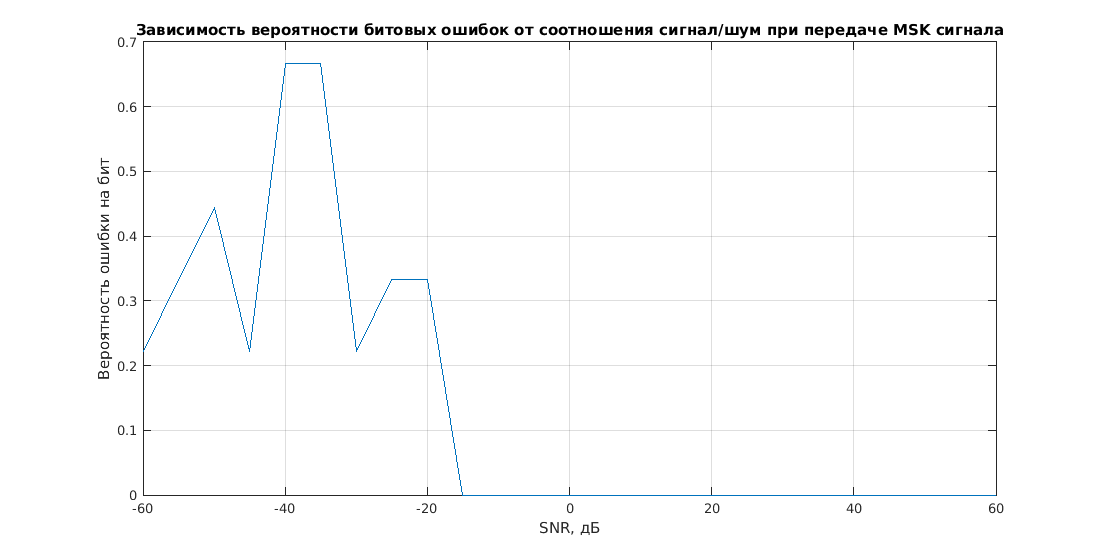 Зависимость вероятности битовых ошибок от соотношения сигнал/шум при передаче MSK сигнала
0.7
0.6
0.5
0.4
0.3
0.2
0.1
0
Вероятность ошибки на бит
-60 -40 -20 0 20 40 60
SNR, дБ